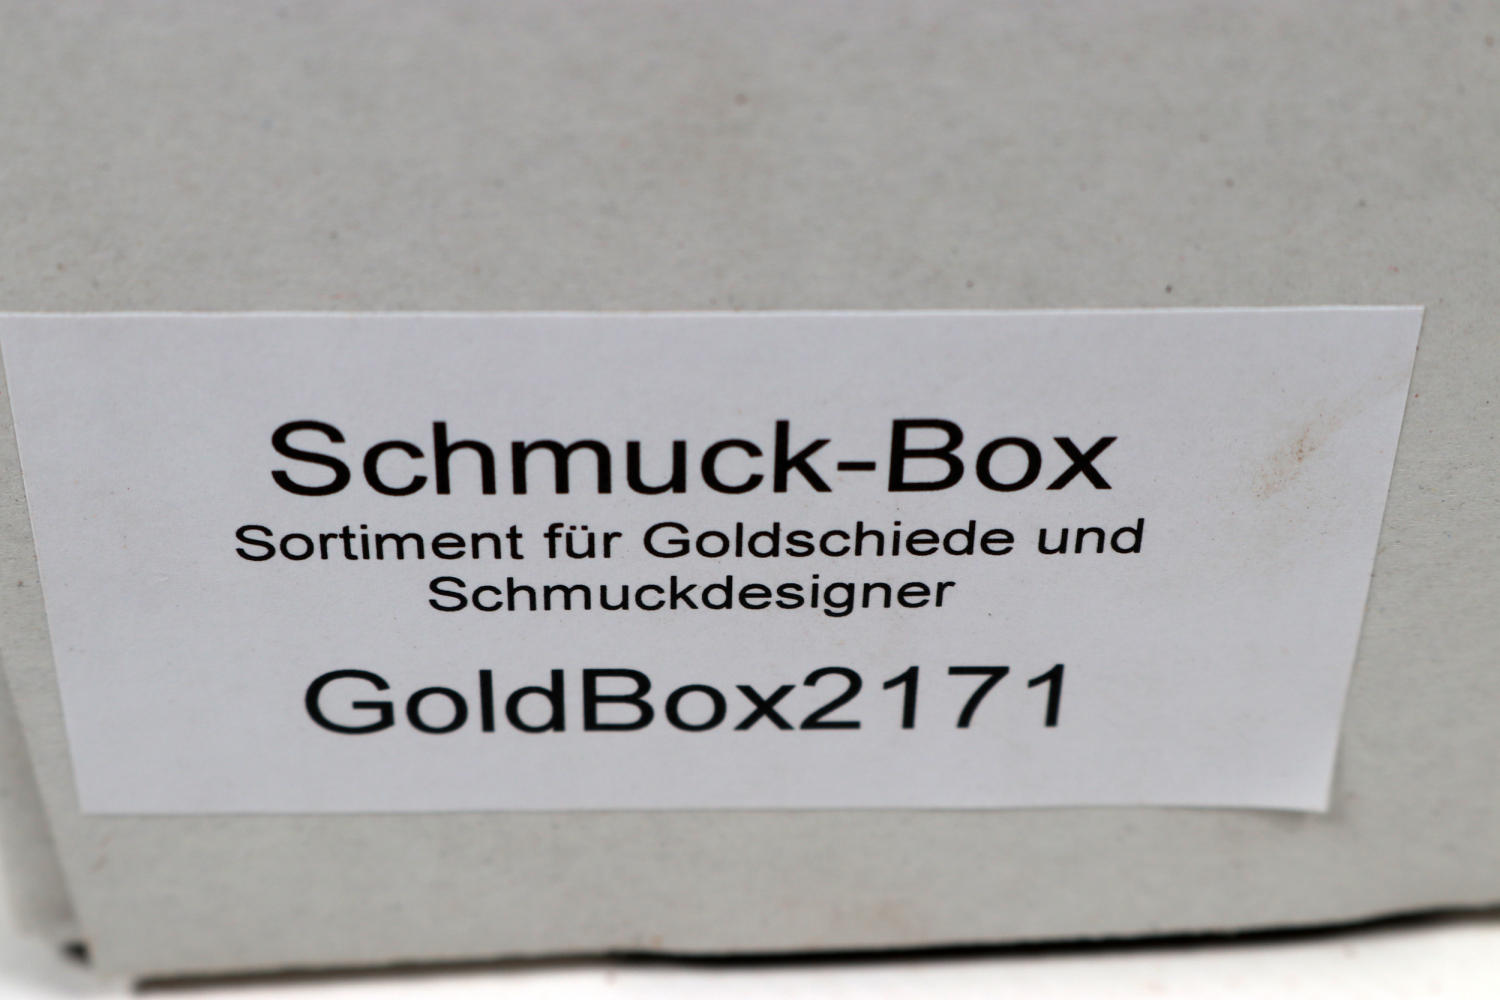 Schmuck-Box
Sortiment für Goldschiede und
Schmuckdesigner
GoldBox2171